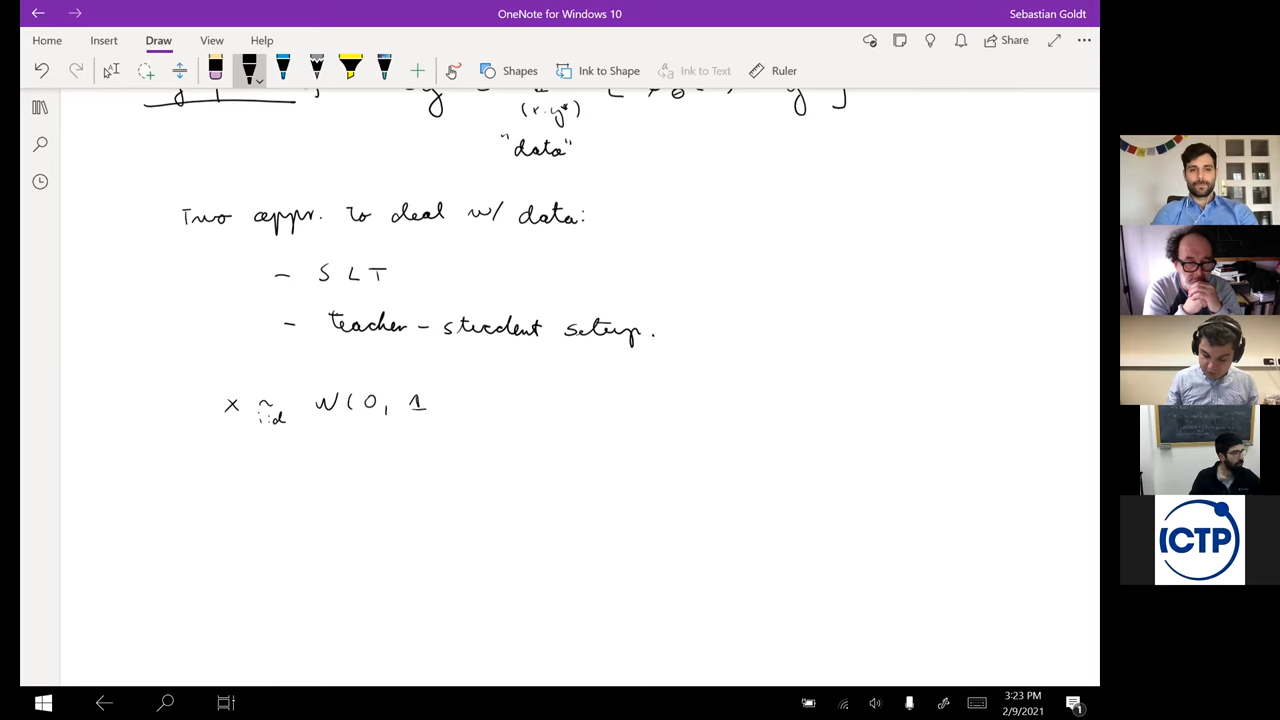 OneNote for Windows 10
Sebastian Goldt
Home Insert Draw View Help
Share
Shapes
Ink to Shape
Ink to Text
Ruler
(x, y*)
"data"
Two appr. to deal w/ data:
- SLT
- teacher - student setup.
x ~ N(0, 1
iid
ICTP
3:23 PM
2/9/2021
1